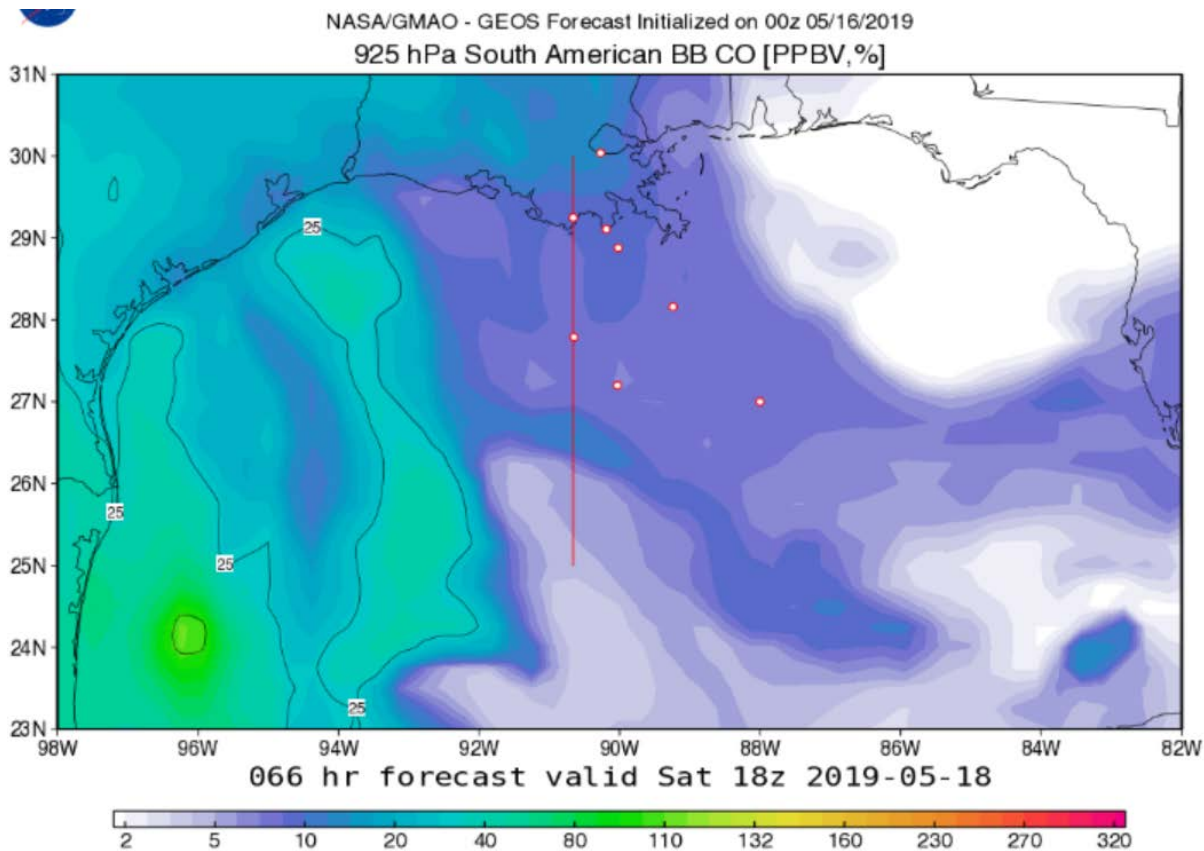 NASA/GMAO - GEOS Forecast Initialized on 00z 05/16/2019
925 hPa South American BB CO [PPBV,%]
31N
30N
29N
28N
27N
26N
25N
24N
23N
25
25
25
25
98W 96W 94W 92W 90W 88W 86W 84W 82W
066 hr forecast valid Sat 18z 2019-05-18
2 5 10 20 40 80 110 132 160 230 270 320